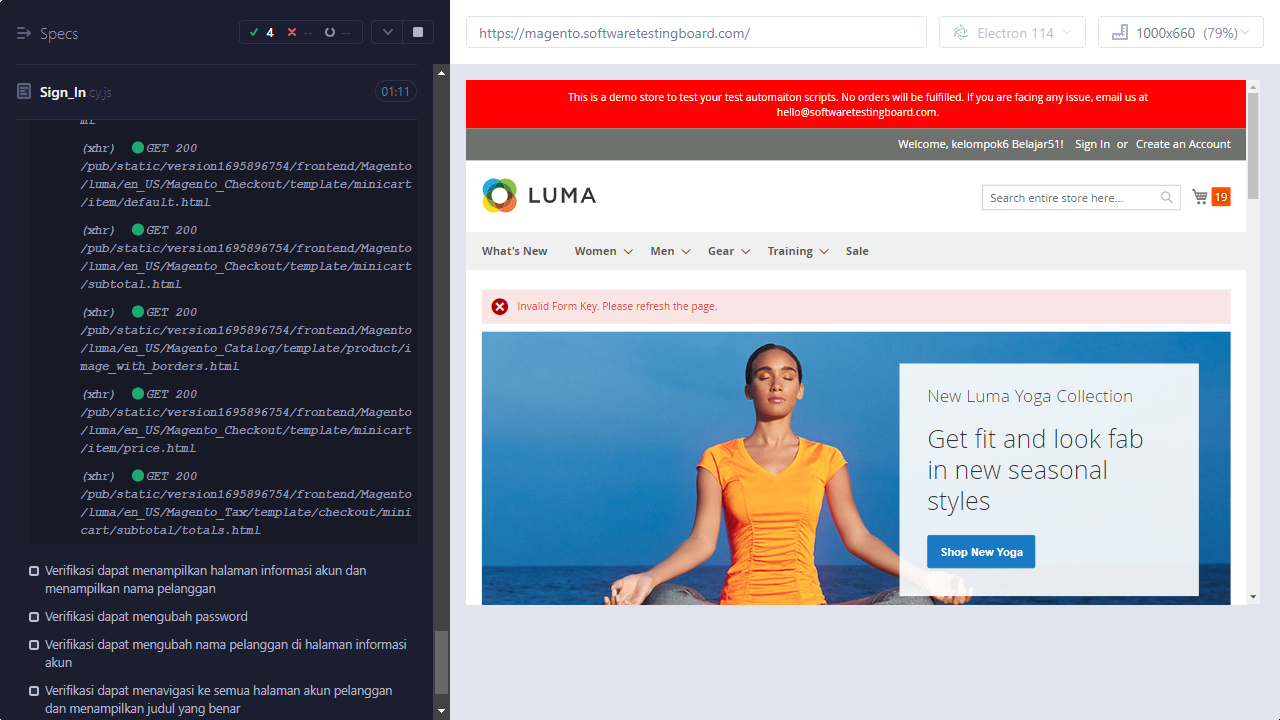 Specs
4 -- --
Sign_In.cy.js
01:11
ml
(xhr) GET 200
/pub/static/version1695896754/frontend/Magento
/luma/en_US/Magento_Checkout/template/minicart
/item/default.html
(xhr) GET 200
/pub/static/version1695896754/frontend/Magento
/luma/en_US/Magento_Checkout/template/minicart
/subtotal.html
(xhr) GET 200
/pub/static/version1695896754/frontend/Magento
/luma/en_US/Magento_Catalog/template/product/i
mage_with_borders.html
(xhr) GET 200
/pub/static/version1695896754/frontend/Magento
/luma/en_US/Magento_Checkout/template/minicart
/item/price.html
(xhr) GET 200
/pub/static/version1695896754/frontend/Magento
/luma/en_US/Magento_Tax/template/checkout/mini
cart/subtotal/totals.html
Verifikasi dapat menampilkan halaman informasi akun dan
menampilkan nama pelanggan
Verifikasi dapat mengubah password
Verifikasi dapat mengubah nama pelanggan di halaman informasi
akun
Verifikasi dapat menavigasi ke semua halaman akun pelanggan
dan menampilkan judul yang benar
https://magento.softwaretestingboard.com/
Electron 114
1000x660 (79%)
This is a demo store to test your test automaiton scripts. No orders will be fulfilled. If you are facing any issue, email us at
hello@softwaretestingboard.com.
Welcome, kelompok6 Belajar51! Sign In or Create an Account
LUMA
Search entire store here...
19
What's New Women Men Gear Training Sale
Invalid Form Key. Please refresh the page.
New Luma Yoga Collection
Get fit and look fab
in new seasonal
styles
Shop New Yoga